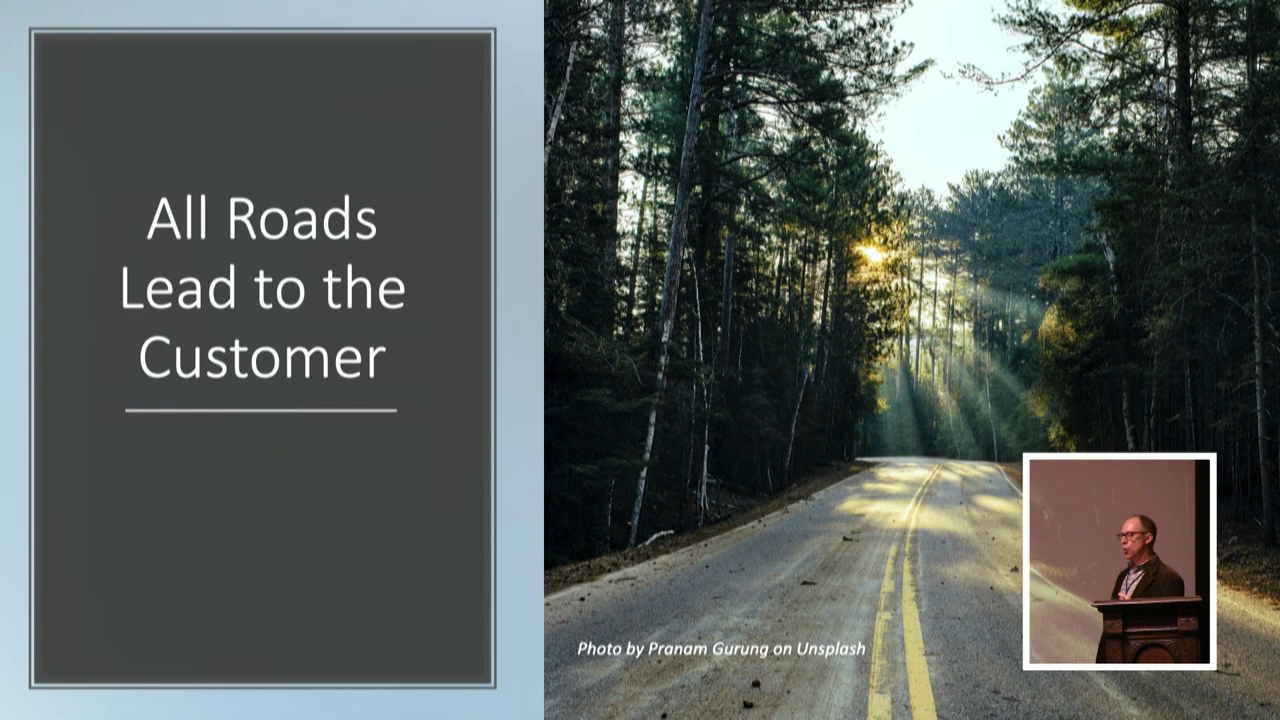 All Roads
Lead to the
Customer
Photo by Pranam Gurung on Unsplash